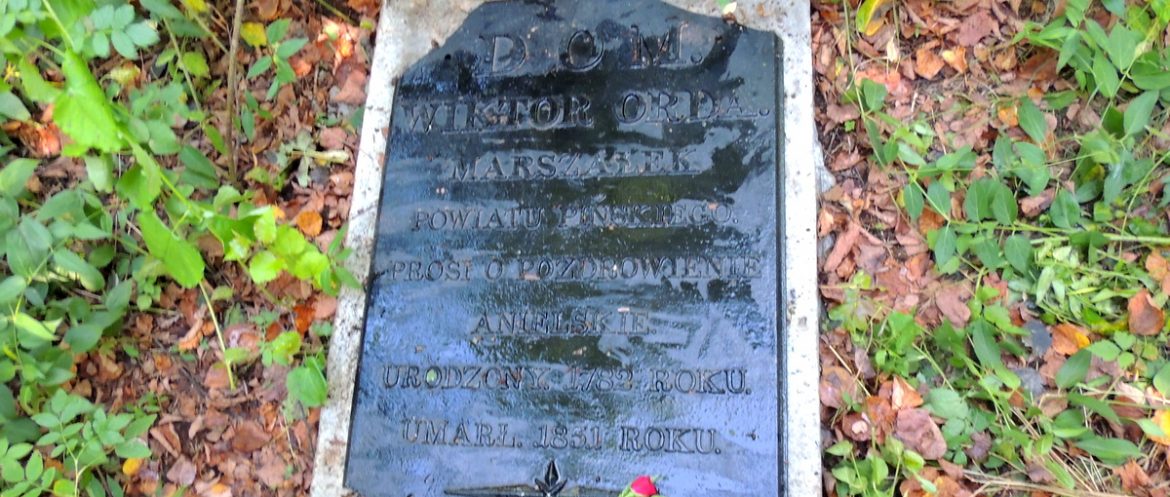 D O M.
WIKTOR ORDA.
MARSZAŁEK
POWIATU PIŃSKIEGO.
PROSI O POZDROWIENIE
ANIELSKIE.
URODZONY. 1782 ROKU.
UMARŁ. 1851 ROKU.